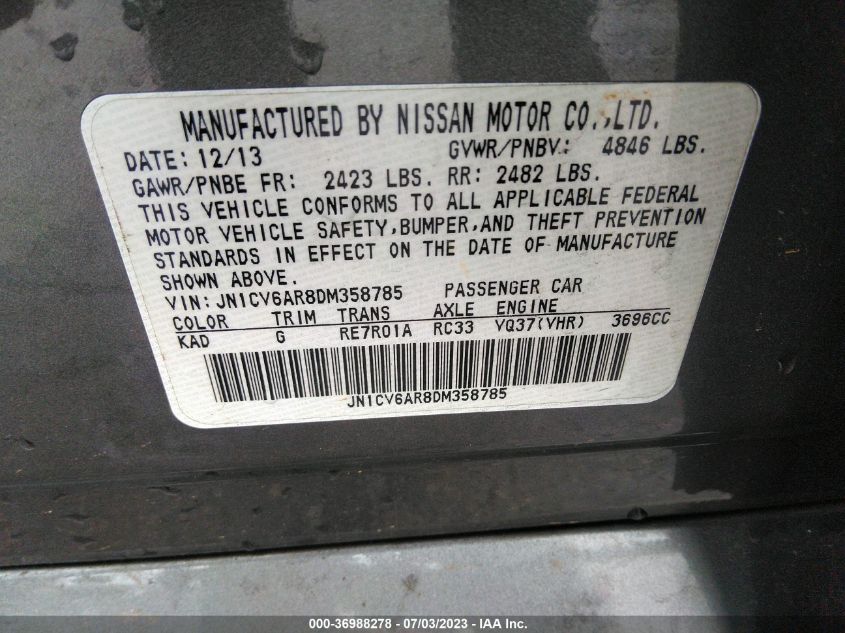 MANUFACTURED BY NISSAN MOTOR CO.,LTD.
DATE: 12/13 GVWR/PNBV: 4846 LBS.
GAWR/PNBE FR: 2423 LBS. RR: 2482 LBS.
THIS VEHICLE CONFORMS TO ALL APPLICABLE FEDERAL
MOTOR VEHICLE SAFETY,BUMPER,AND THEFT PREVENTION
STANDARDS IN EFFECT ON THE DATE OF MANUFACTURE
SHOWN ABOVE.
VIN:JN1CV6AR8DM358785 PASSENGER CAR
COLOR TRIM TRANS AXLE ENGINE
KAD G RE7R01A RC33 VQ37(VHR) 3696CC
JN1CV6AR8DM358785
000-36988278 - 07/03/2023 - IAA Inc.